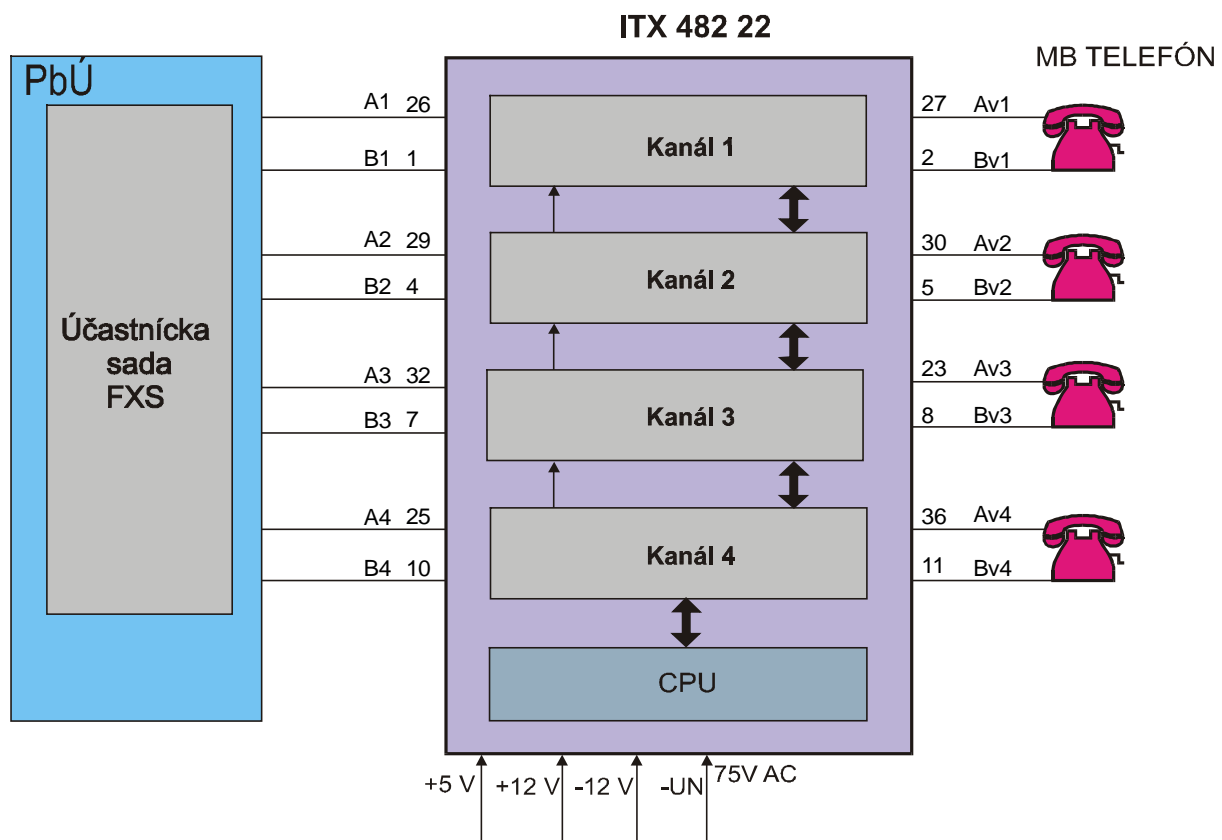 ITX 482 22
MB TELEFÓN
PbÚ
Účastnícka
sada
FXS
A1 26
B1 1
A2 29
B2 4
A3 32
B3 7
A4 25
B4 10
Kanál 1
Kanál 2
Kanál 3
Kanál 4
CPU
27 Av1
2 Bv1
30 Av2
5 Bv2
23 Av3
8 Bv3
36 Av4
11 Bv4
+5 V
+12 V
-12 V
-UN
75V AC